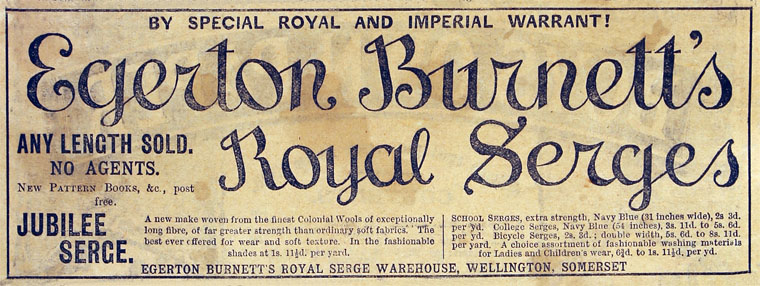 BY SPECIAL ROYAL AND IMPERIAL WARRANT!
Egerton Burnett's
Royal Serges
ANY LENGTH SOLD.
NO AGENTS.
NEW PATTERN BOOKS, &c., post
free.
JUBILEE
SERGE.
A new make woven from the finest Colonial Wools of exceptionally
long fibre, of far greater strength than ordinary soft fabrics. The
best ever offered for wear and soft texture. In the fashionable
shades at 1s. 11½d. per yard.
SCHOOL SERGES, extra strength, Navy Blue (31 inches wide), 2s 3d.
per yd. College Serges, Navy Blue (54 inches), 3s. 11d. to 5s. 6d.
per yd. Bicycle Serges, 2s. 3d.; double width, 5s. 6d. to 8s. 11d.
per yard. A choice assortment of fashionable washing materials
for Ladies and Children's wear, 6½d. to 1s. 11½d. per yd.
EGERTON BURNETT'S ROYAL SERGE WAREHOUSE, WELLINGTON, SOMERSET